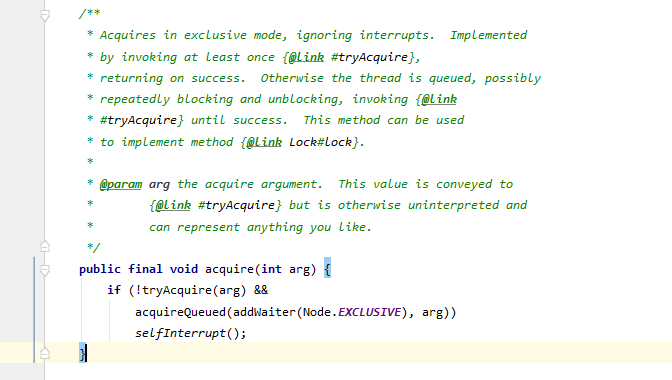 /**
* Acquires in exclusive mode, ignoring interrupts.  Implemented
* by invoking at least once {@link #tryAcquire},
* returning on success.  Otherwise the thread is queued, possibly
* repeatedly blocking and unblocking, invoking {@link
* #tryAcquire} until success.  This method can be used
* to implement method {@link Lock#lock}.
*
* @param arg the acquire argument.  This value is conveyed to
*        {@link #tryAcquire} but is otherwise uninterpreted and
*        can represent anything you like.
*/
public final void acquire(int arg) {
    if (!tryAcquire(arg) &&
        acquireQueued(addWaiter(Node.EXCLUSIVE), arg))
        selfInterrupt();
}